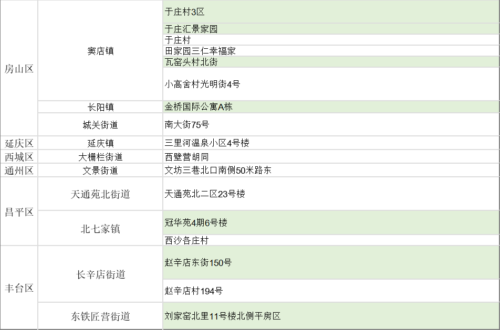 房山区
窦店镇
于庄村3区
于庄汇景家园
于庄村
田家园三仁幸福家
瓦窑头村北街
小高舍村光明街4号
长阳镇
金桥国际公寓A栋
城关街道
南大街75号
延庆区
延庆镇
三里河温泉小区4号楼
西城区
大栅栏街道
西壁营胡同
通州区
文景街道
文坊三巷北口南侧50米路东
昌平区
天通苑北街道
天通苑北二区23号楼
北七家镇
冠华苑4期6号楼
西沙各庄村
丰台区
长辛店街道
赵辛店东街150号
赵辛店村194号
东铁匠营街道
刘家窑北里11号楼北侧平房区